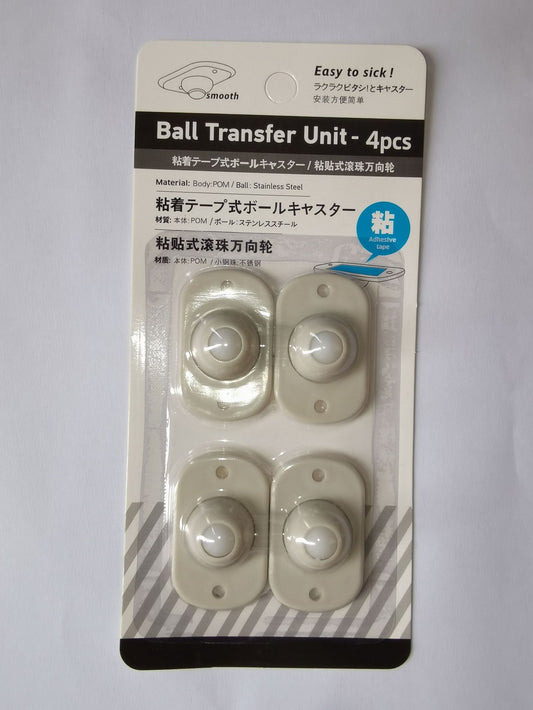 smooth
Easy to sick!
ラクラクピタシ!とキャスター
安装方便简单
Ball Transfer Unit - 4pcs
粘着テープ式ボールキャスター / 粘贴式滚珠万向轮
Material: Body:POM / Ball: Stainless Steel
粘着テープ式ボールキャスター
材質: 本体:POM / ボール:ステンレススチール
粘
Adhesive
tape
粘贴式滚珠万向轮
材质: 本体:POM / 小钢珠:不銹钢